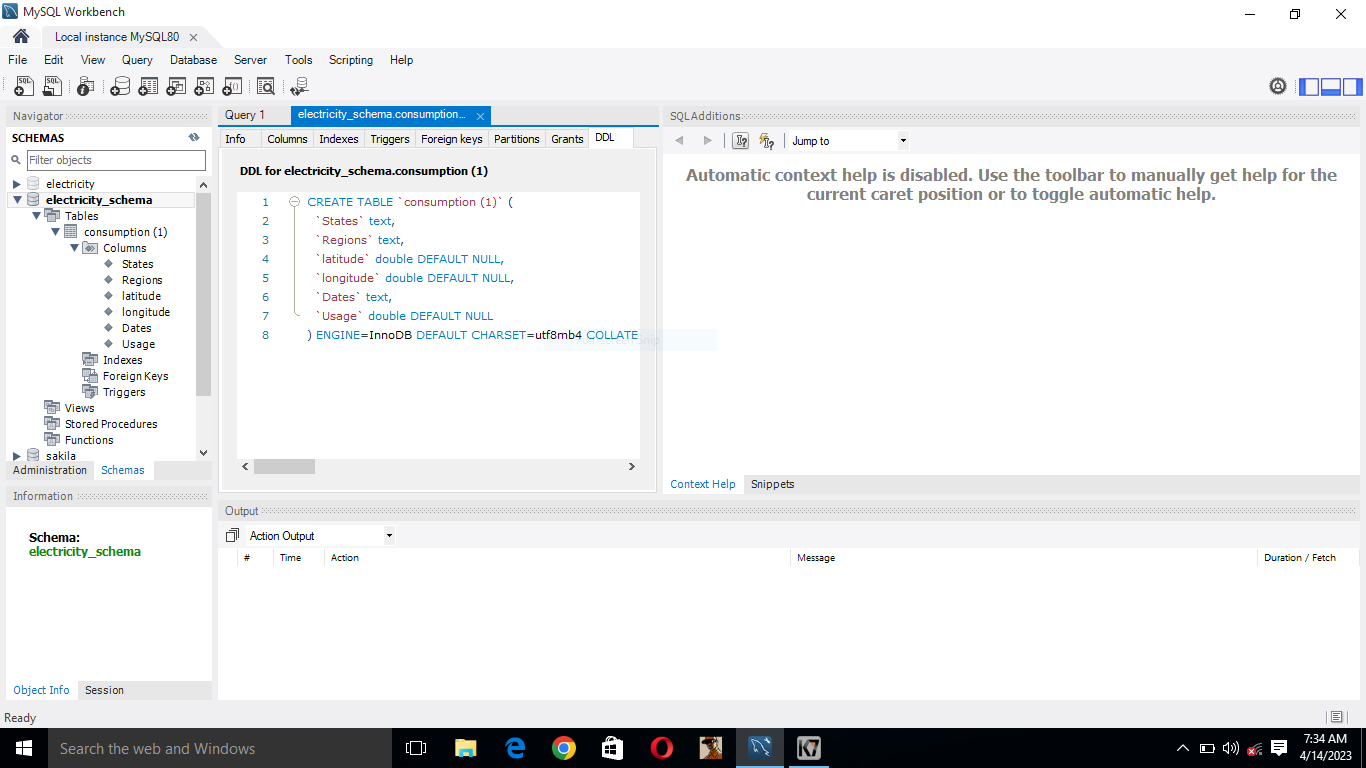 MySQL Workbench
Local instance MySQL80
File Edit View Query Database Server Tools Scripting Help
Navigator
SCHEMAS
Filter objects
electricity
electricity_schema
Tables
consumption (1)
Columns
States
Regions
latitude
longitude
Dates
Usage
Indexes
Foreign Keys
Triggers
Views
Stored Procedures
Functions
sakila
Administration Schemas
Information
Schema:
electricity_schema
Object Info Session
Query 1 electricity_schema.consumption...
Info Columns Indexes Triggers Foreign keys Partitions Grants DDL
DDL for electricity_schema.consumption (1)
1 CREATE TABLE `consumption (1)` (
2 `States` text,
3 `Regions` text,
4 `latitude` double DEFAULT NULL,
5 `longitude` double DEFAULT NULL,
6 `Dates` text,
7 `Usage` double DEFAULT NULL
8 ) ENGINE=InnoDB DEFAULT CHARSET=utf8mb4 COLLATE
SQLAdditions
Jump to
Automatic context help is disabled. Use the toolbar to manually get help for the
current caret position or to toggle automatic help.
Context Help Snippets
Output
Action Output
# Time Action Message Duration / Fetch
Ready
Search the web and Windows
7:34 AM
4/14/2023